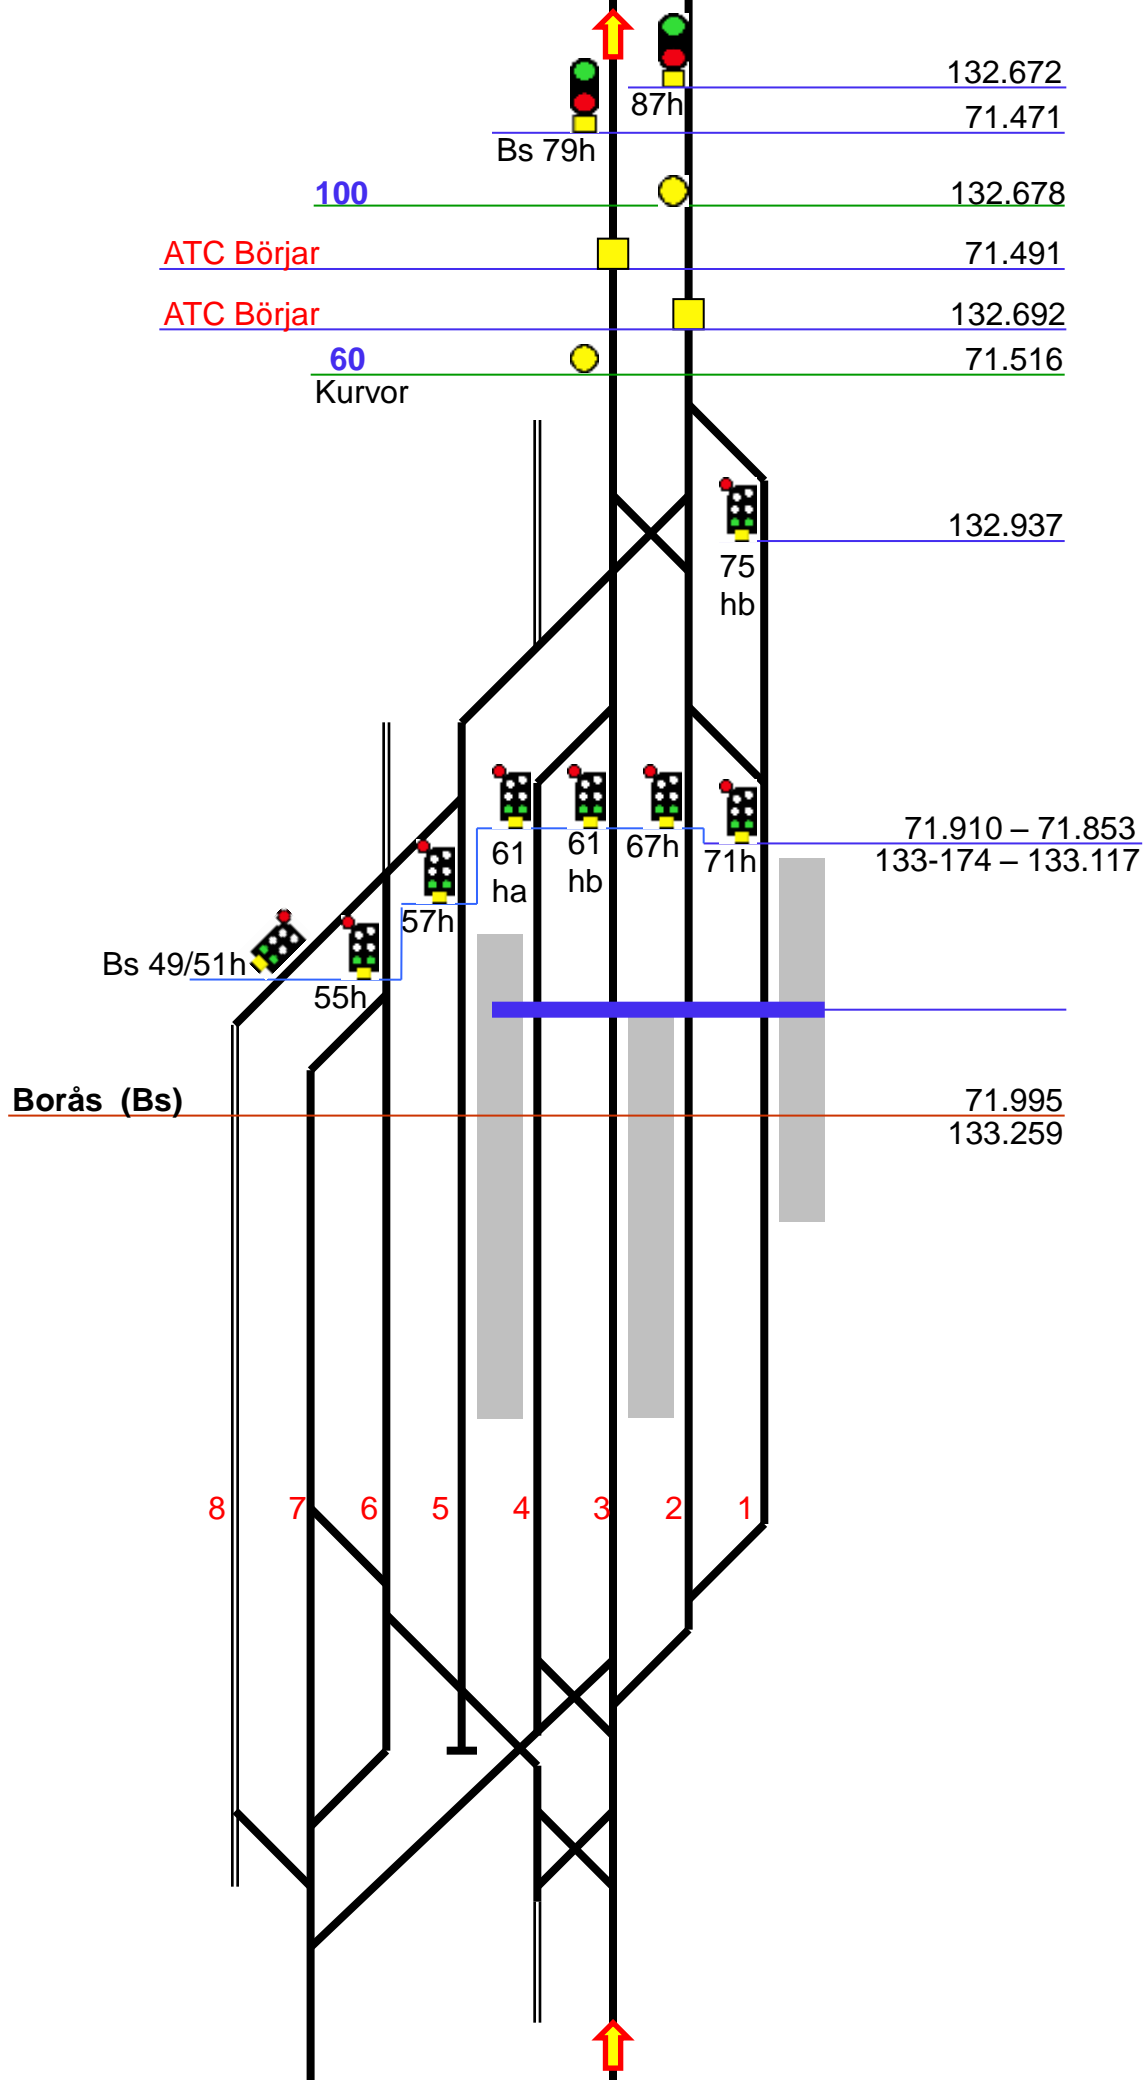 132.672
87h
71.471
Bs 79h
100 132.678
ATC Börjar 71.491
ATC Börjar 132.692
60 71.516
Kurvor
132.937
75
hb
71.910 – 71.853
61
ha
61
hb
67h
71h
133-174 – 133.117
57h
Bs 49/51h
55h
Borås (Bs) 71.995
133.259
8 7 6 5 4 3 2 1